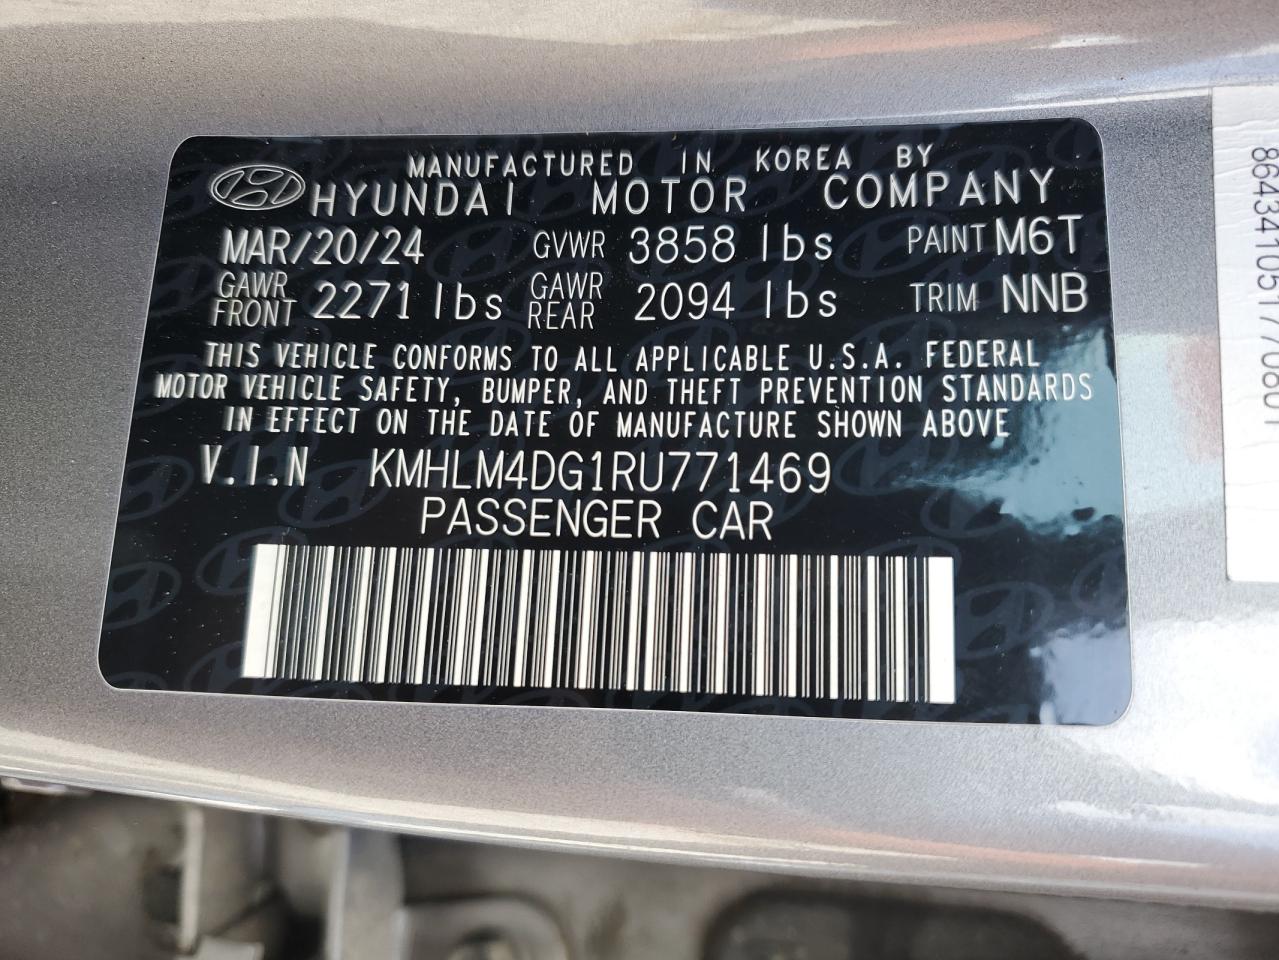 MANUFACTURED IN KOREA BY
HYUNDAI MOTOR COMPANY
MAR/20/24 GVWR 3858 lbs PAINT M6T
GAWR FRONT 2271 lbs GAWR REAR 2094 lbs TRIM NNB
THIS VEHICLE CONFORMS TO ALL APPLICABLE U.S.A. FEDERAL
MOTOR VEHICLE SAFETY, BUMPER, AND THEFT PREVENTION STANDARDS
IN EFFECT ON THE DATE OF MANUFACTURE SHOWN ABOVE
V.I.N KMHLM4DG1RU771469
PASSENGER CAR